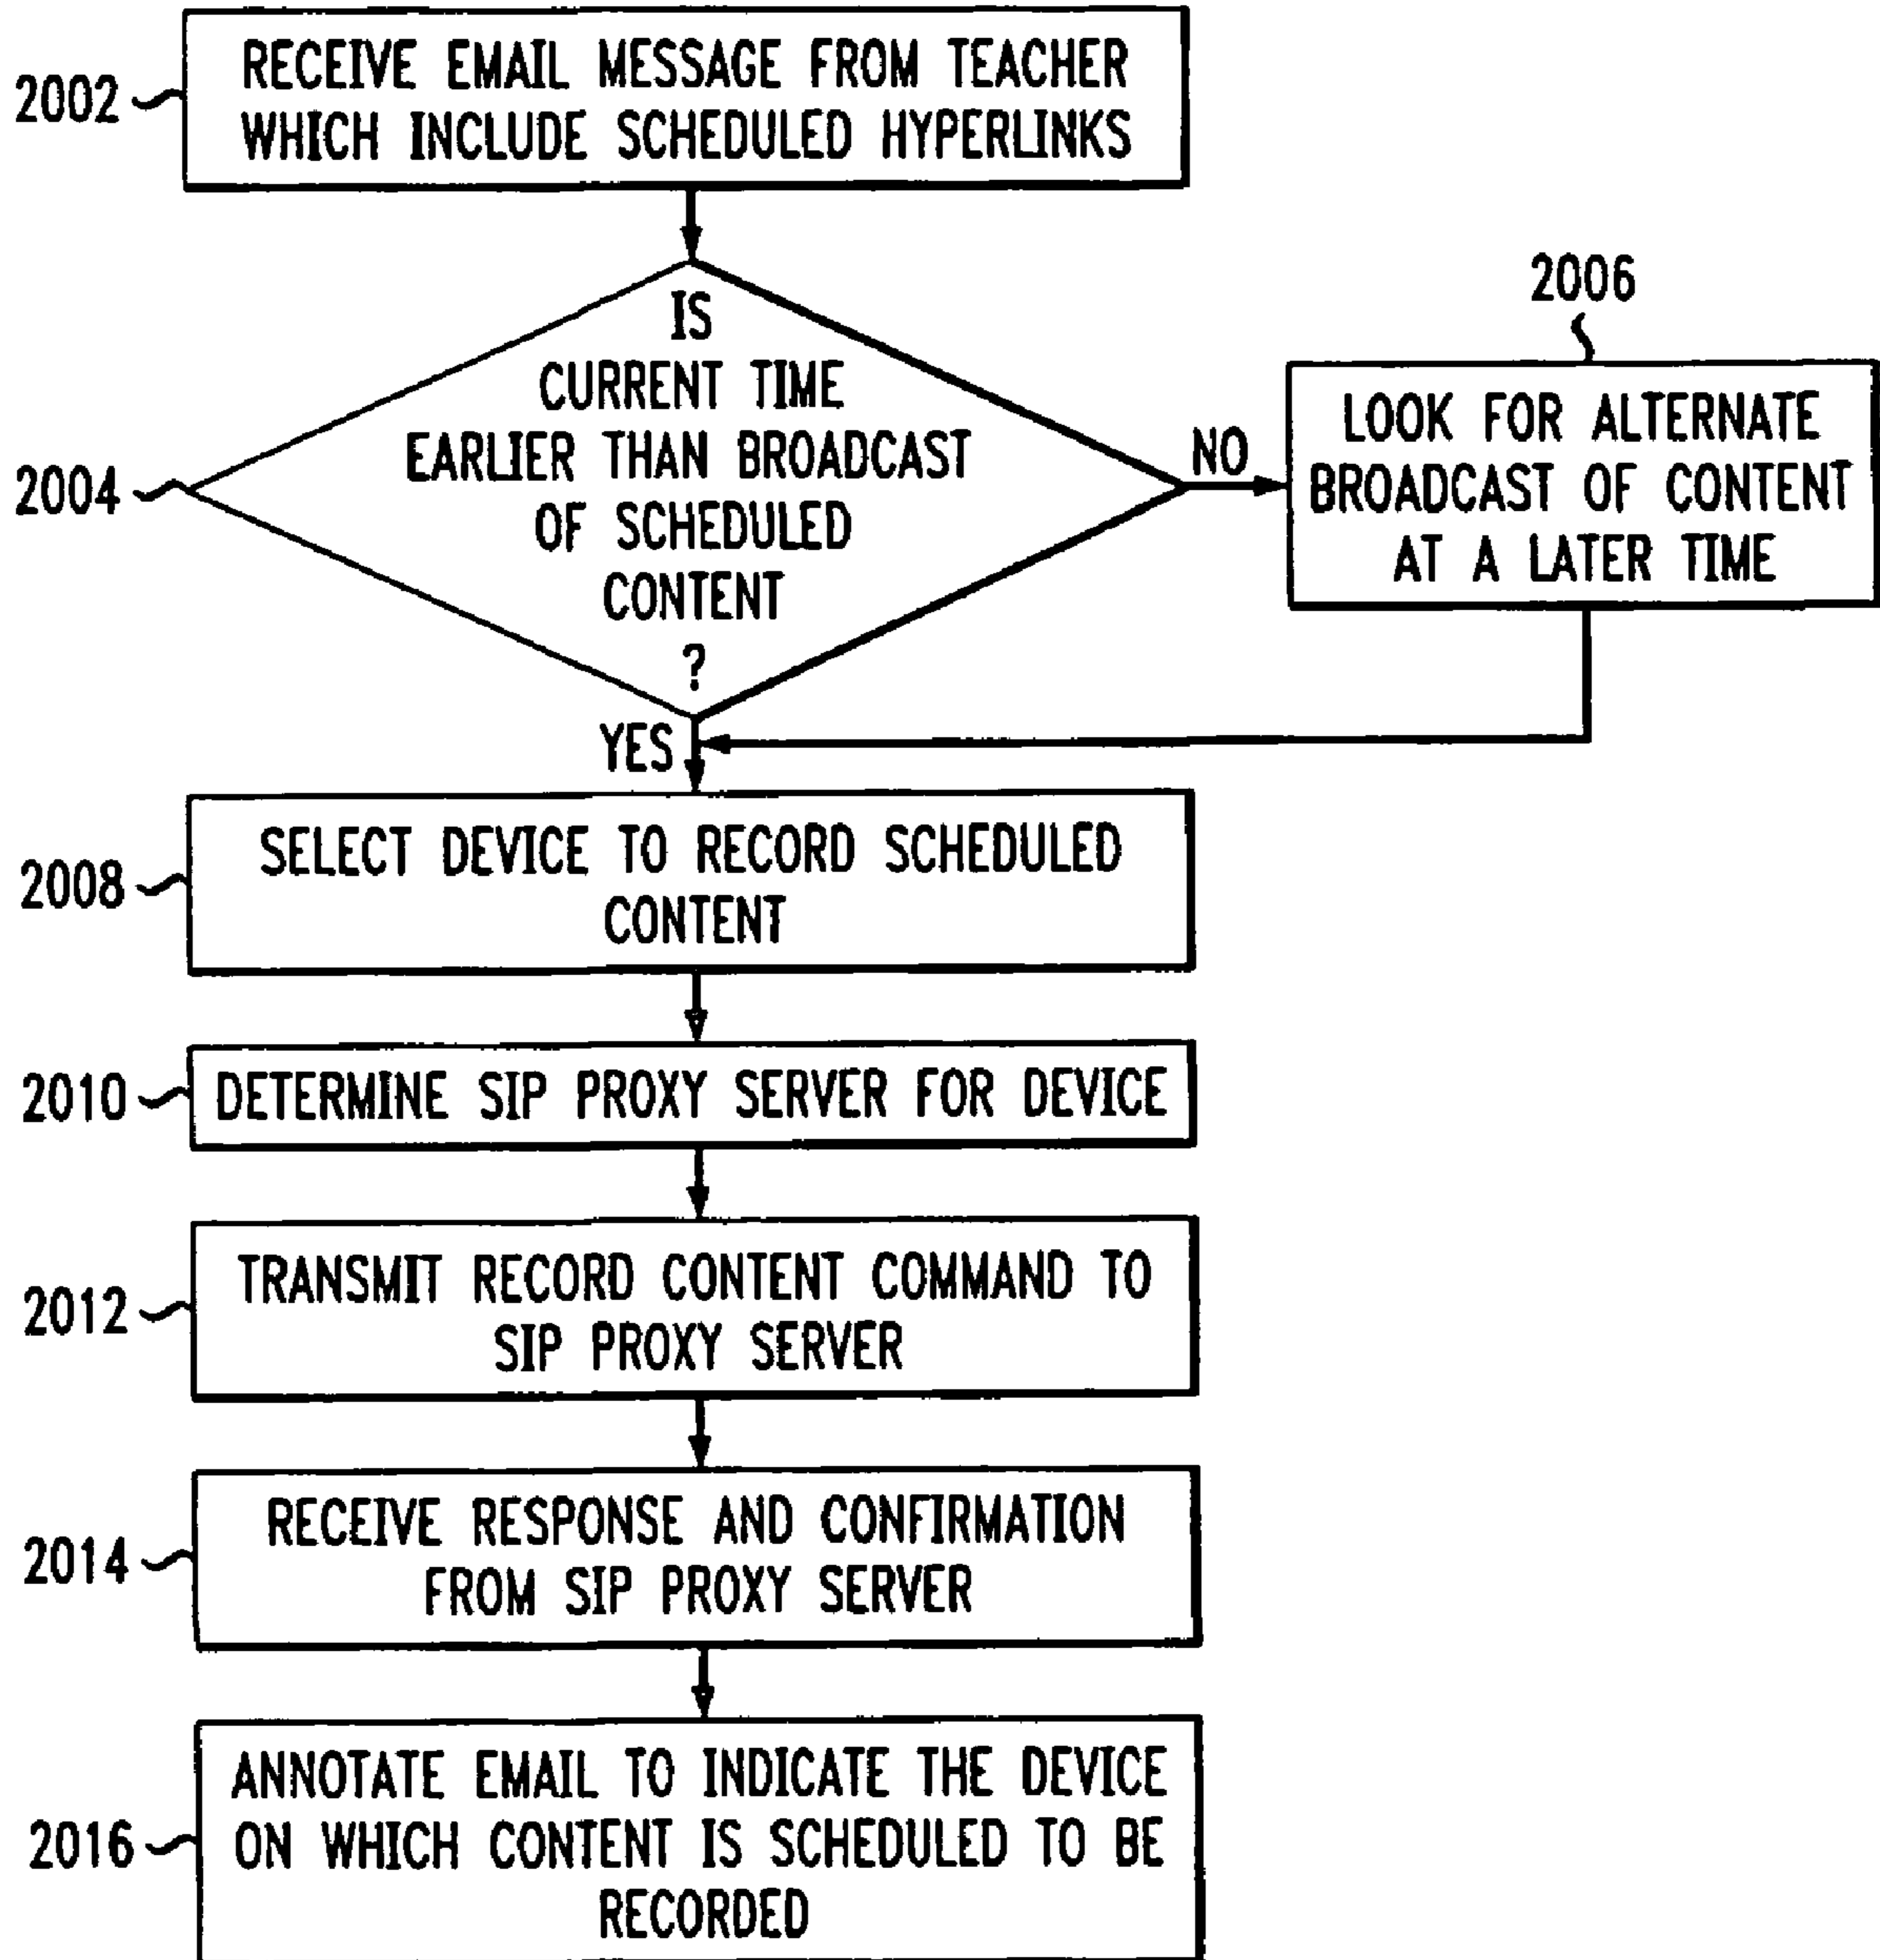 2002
RECEIVE EMAIL MESSAGE FROM TEACHER
WHICH INCLUDE SCHEDULED HYPERLINKS
2004
IS
CURRENT TIME
EARLIER THAN BROADCAST
OF SCHEDULED
CONTENT
?
NO
2006
LOOK FOR ALTERNATE
BROADCAST OF CONTENT
AT A LATER TIME
YES
2008
SELECT DEVICE TO RECORD SCHEDULED
CONTENT
2010
DETERMINE SIP PROXY SERVER FOR DEVICE
2012
TRANSMIT RECORD CONTENT COMMAND TO
SIP PROXY SERVER
2014
RECEIVE RESPONSE AND CONFIRMATION
FROM SIP PROXY SERVER
2016
ANNOTATE EMAIL TO INDICATE THE DEVICE
ON WHICH CONTENT IS SCHEDULED TO BE
RECORDED